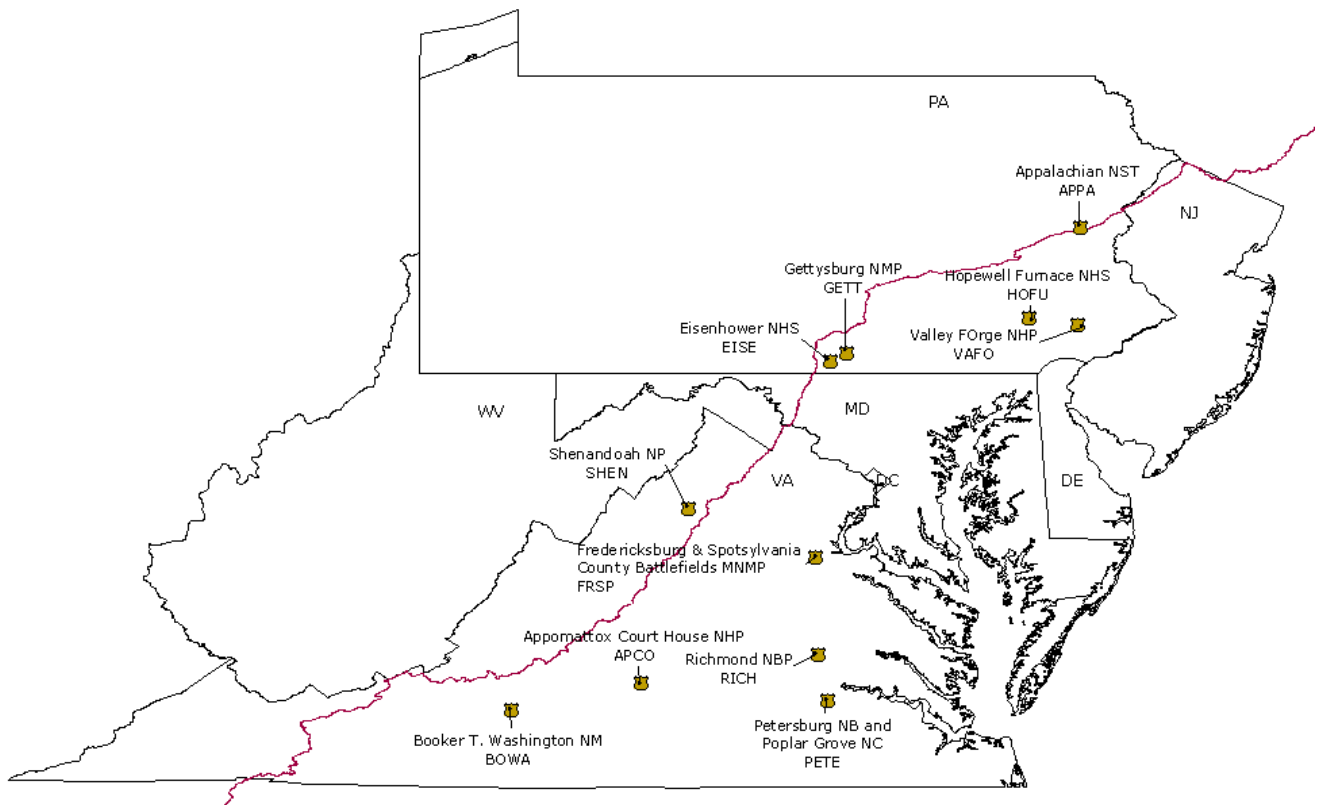 PA
Appalachian NST
APPA
NJ
Gettysburg NMP
GETT
Hopewell Furnace NHS
HOFU
Eisenhower NHS
EISE
Valley FOrge NHP
VAFO
WV
MD
Shenandoah NP
SHEN
VA
DC
DE
Fredericksburg & Spotsylvania
County Battlefields MNMP
FRSP
Appomattox Court House NHP
APCO
Richmond NBP
RICH
Booker T. Washington NM
BOWA
Petersburg NB and
Poplar Grove NC
PETE